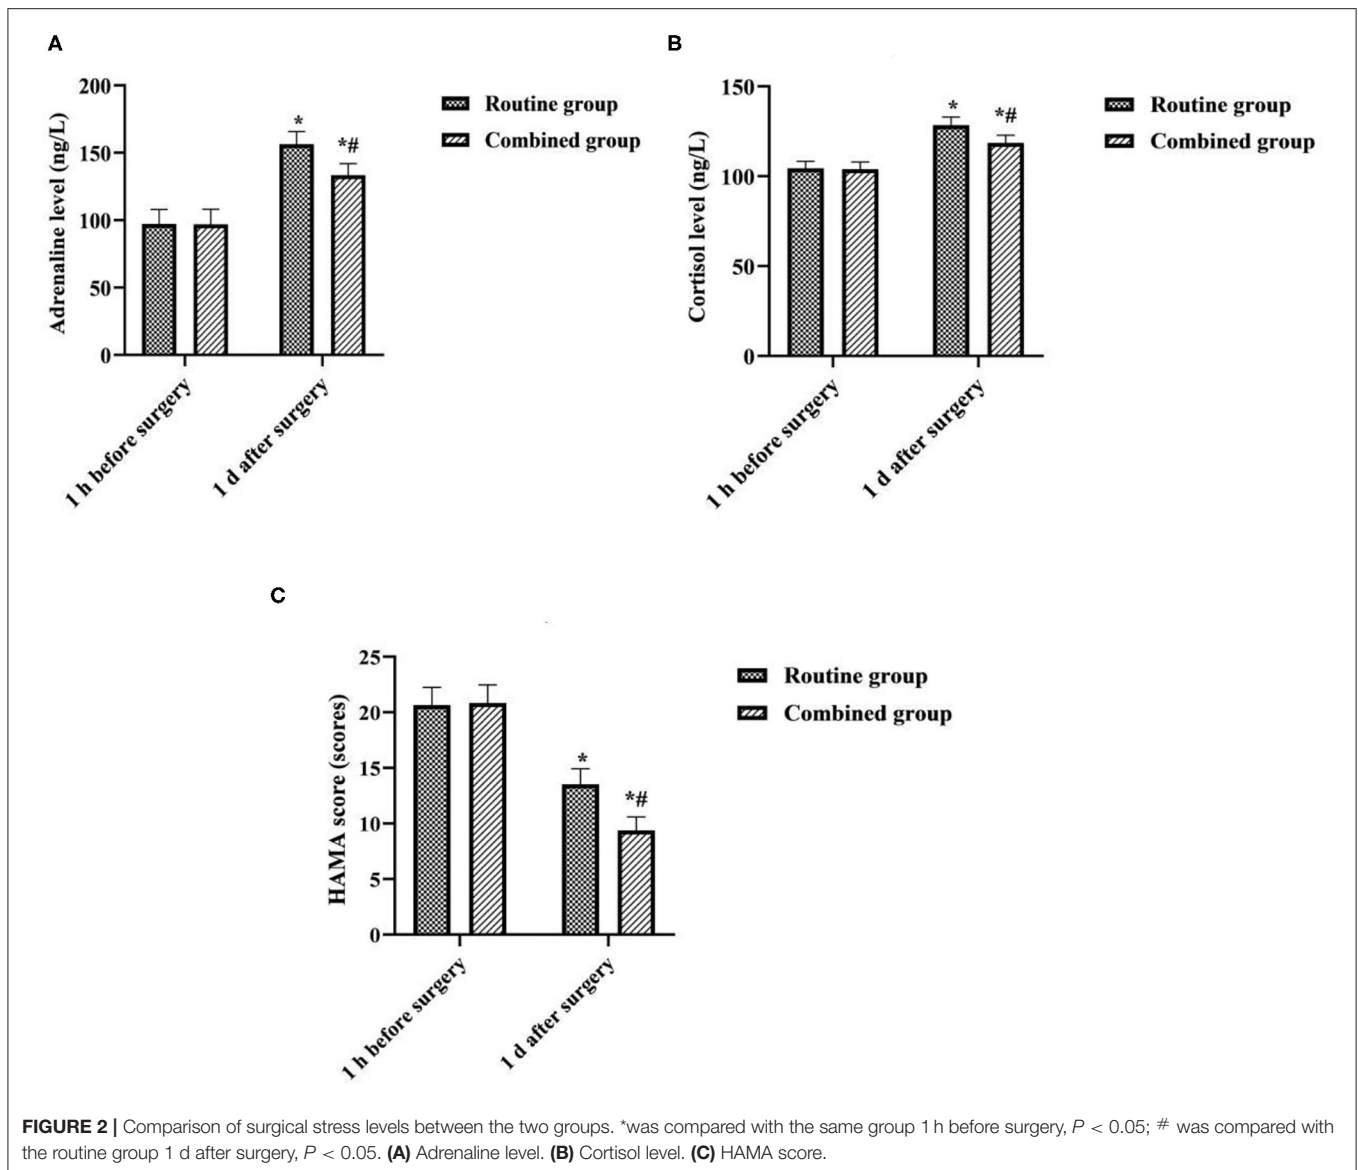 A
200
150
100
50
0
Adrenaline level (ng/L)
*
*#
1 h before surgery
1 d after surgery
Routine group
Combined group
B
150
100
50
0
Cortisol level (ng/L)
*
*#
1 h before surgery
1 d after surgery
Routine group
Combined group
C
25
20
15
10
5
0
HAMA score (scores)
*
*#
1 h before surgery
1 d after surgery
Routine group
Combined group
FIGURE 2 | Comparison of surgical stress levels between the two groups. *was compared with the same group 1 h before surgery, P < 0.05; # was compared with
the routine group 1 d after surgery, P < 0.05. (A) Adrenaline level. (B) Cortisol level. (C) HAMA score.